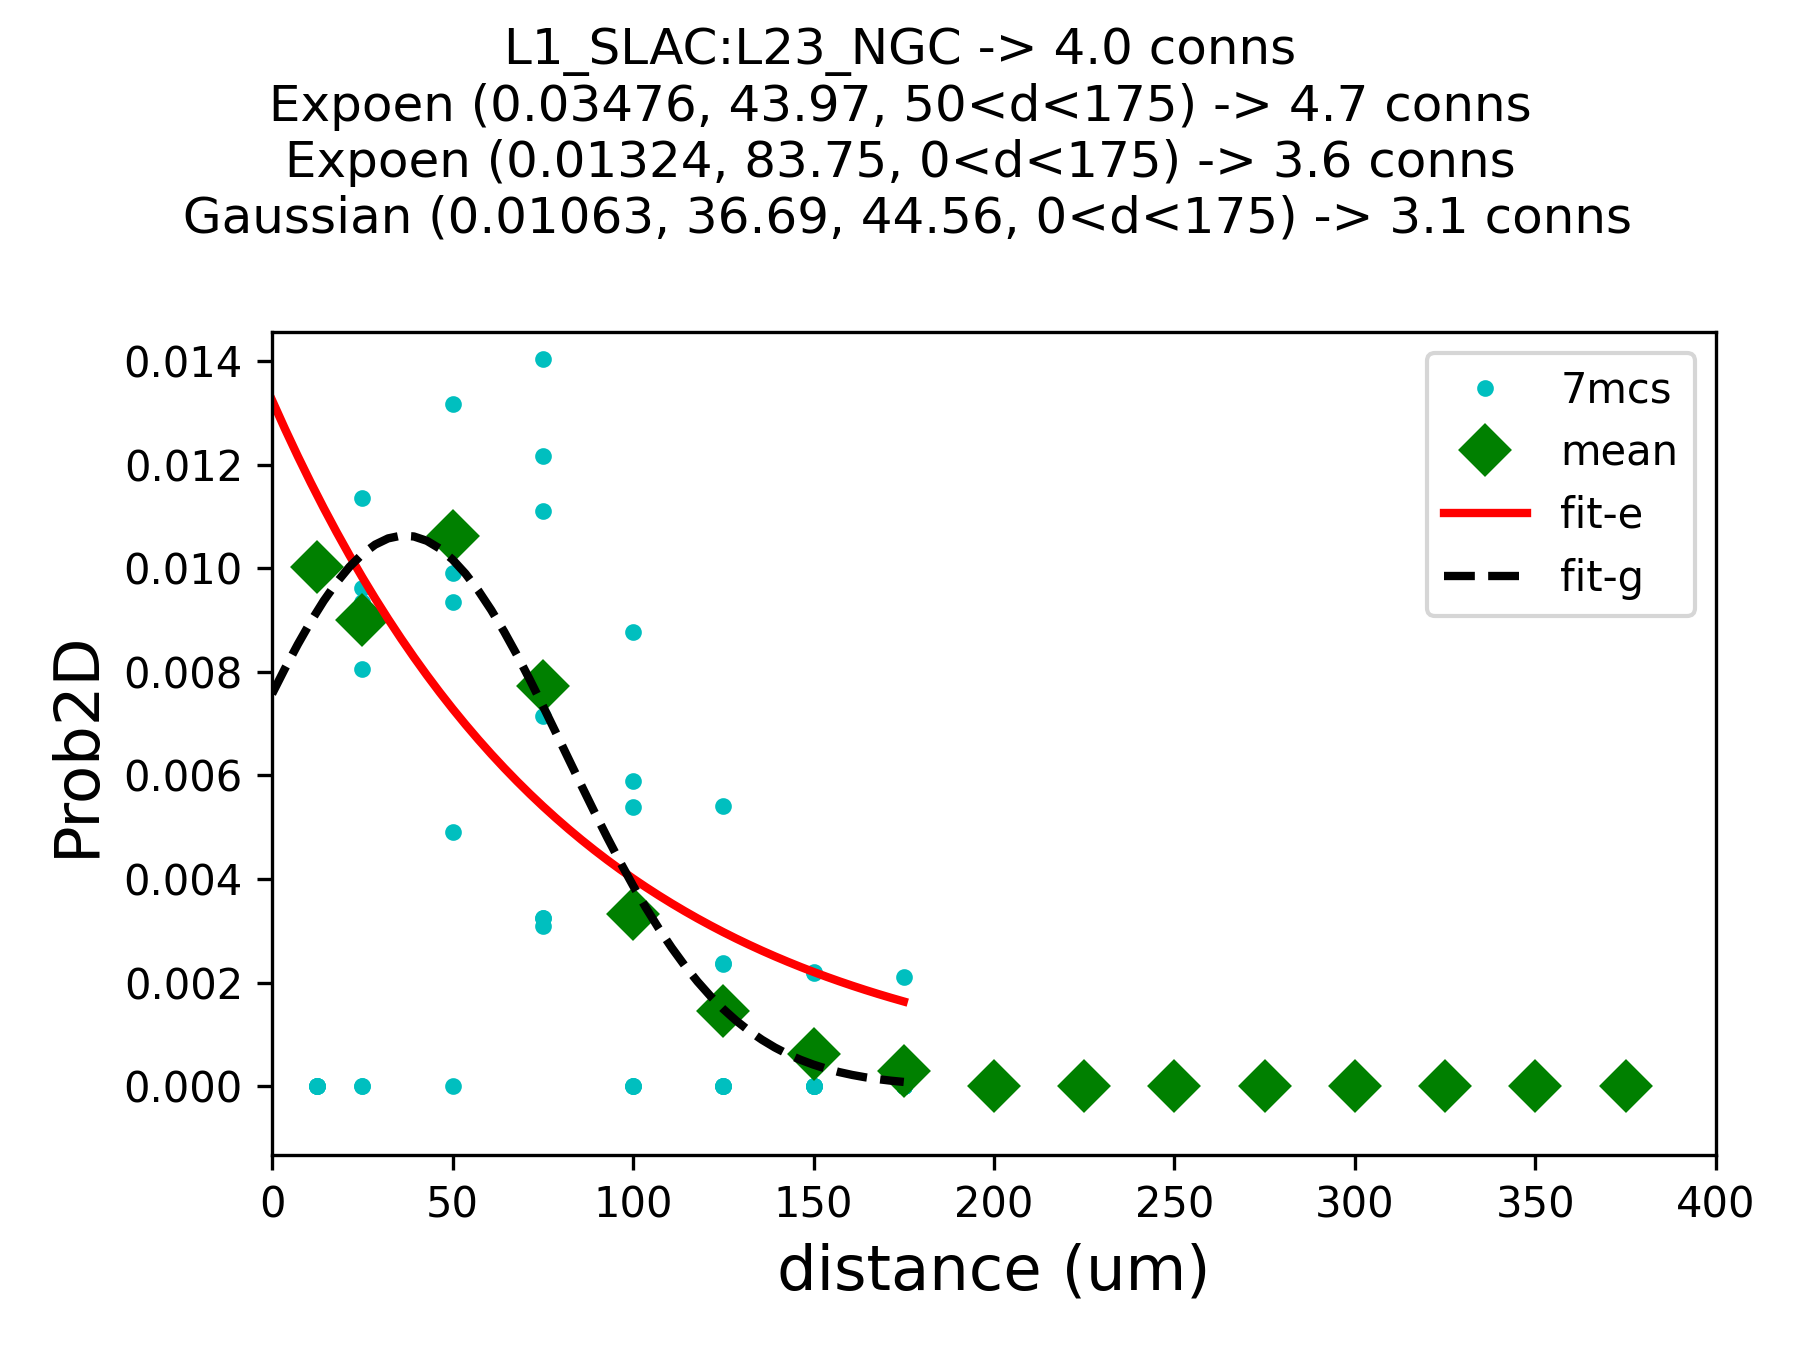 L1_SLAC:L23_NGC -> 4.0 conns
Expoen (0.03476, 43.97, 50<d<175) -> 4.7 conns
Expoen (0.01324, 83.75, 0<d<175) -> 3.6 conns
Gaussian (0.01063, 36.69, 44.56, 0<d<175) -> 3.1 conns
0.014
0.012
0.010
0.008
0.006
0.004
0.002
0.000
Prob2D
7mcs
mean
fit-e
fit-g
0 50 100 150 200 250 300 350 400
distance (um)